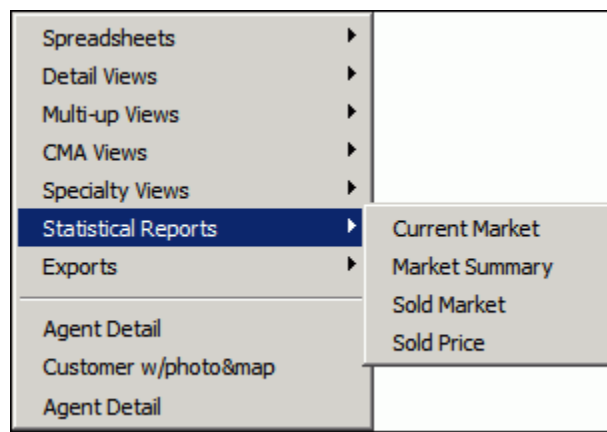 Spreadsheets
Detail Views
Multi-up Views
CMA Views
Specialty Views
Statistical Reports
Exports
Agent Detail
Customer w/photo&map
Agent Detail
Current Market
Market Summary
Sold Market
Sold Price